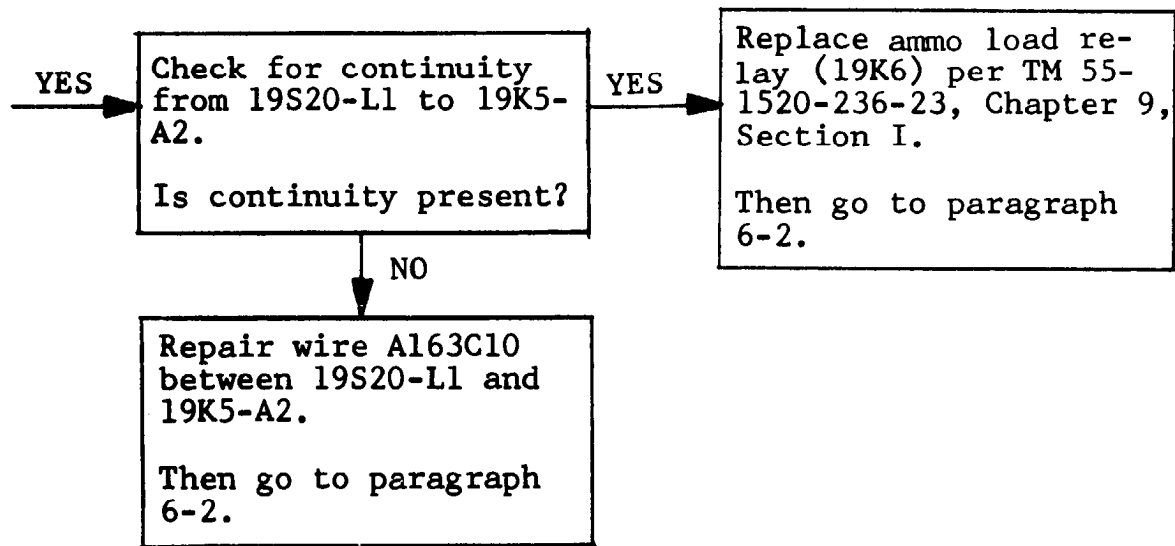 YES
Check for continuity
from 19S20-L1 to 19K5-
A2.
Is continuity present?
YES
Replace ammo load re-
lay (19K6) per TM 55-
1520-236-23, Chapter 9,
Section I.
Then go to paragraph
6-2.
NO
Repair wire A163C10
between 19S20-L1 and
19K5-A2.
Then go to paragraph
6-2.